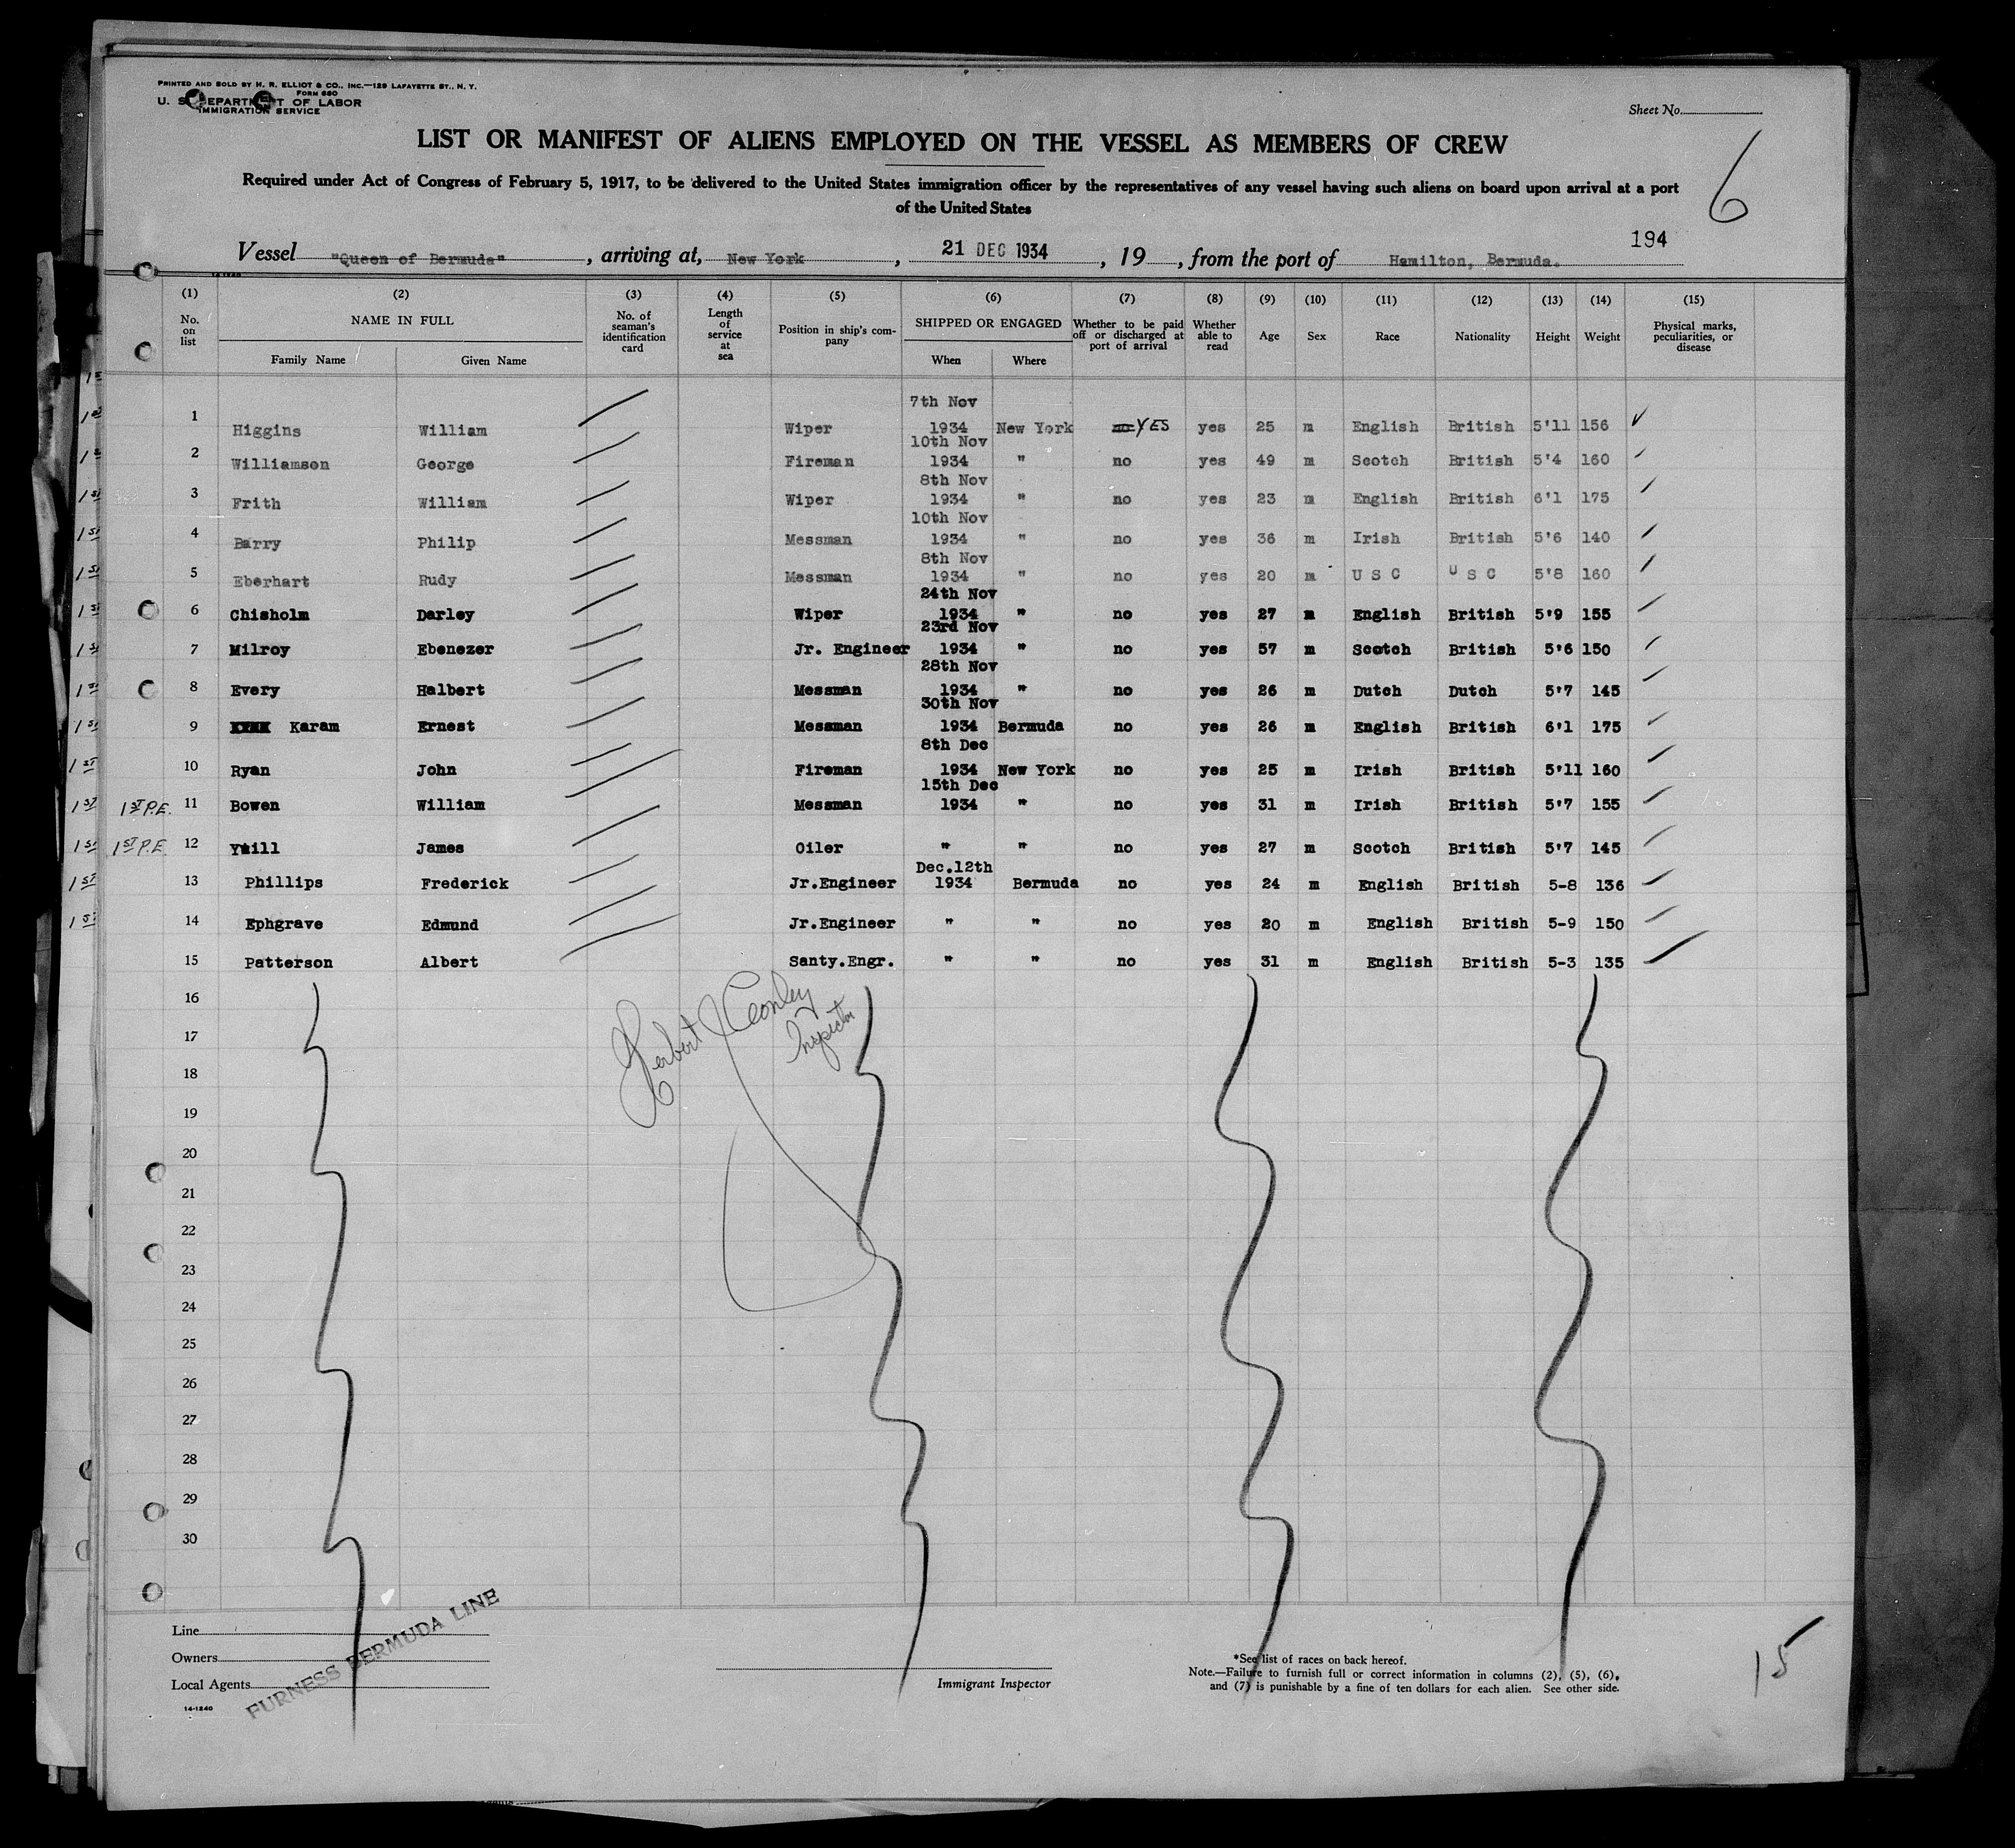 PRINTED AND SOLD BY H. R. ELLIOT & CO., INC.—129 LAFAYETTE ST., N. Y.
FORM 680
U. S. DEPARTMENT OF LABOR
IMMIGRATION SERVICE
Sheet No.
LIST OR MANIFEST OF ALIENS EMPLOYED ON THE VESSEL AS MEMBERS OF CREW
6
Required under Act of Congress of February 5, 1917, to be delivered to the United States immigration officer by the representatives of any vessel having such aliens on board upon arrival at a port
of the United States
194
Vessel "Queen of Bermuda" , arriving at, New York , 21 DEC 1934 , 19 , from the port of Hamilton, Bermuda.
14-1240
(1) (2) (3) (4) (5) (6) (7) (8) (9) (10) (11) (12) (13) (14) (15)
No. on list NAME IN FULL Family Name Given Name No. of seaman's identification card Length of service at sea Position in ship's company SHIPPED OR ENGAGED When Where Whether to be paid off or discharged at port of arrival Whether able to read Age Sex Race Nationality Height Weight Physical marks, peculiarities, or disease
1st 1 Higgins William Wiper 7th Nov 1934 New York no YES yes 25 m English British 5'11 156
1st 2 Williamson George Fireman 10th Nov 1934 " no yes 49 m Scotch British 5'4 160
1st 3 Frith William Wiper 8th Nov 1934 " no yes 23 m English British 6'1 175
1st 4 Barry Philip Messman 10th Nov 1934 " no yes 36 m Irish British 5'6 140
1st 5 Eberhart Rudy Messman 8th Nov 1934 " no yes 20 m U S C U S C 5'8 160
1st 6 Chisholm Darley Wiper 24th Nov 1934 " no yes 27 m English British 5'9 155
1st 7 Milroy Ebenezer Jr. Engineer 23rd Nov 1934 " no yes 57 m Scotch British 5'6 150
1st 8 Every Halbert Messman 28th Nov 1934 " no yes 26 m Dutch Dutch 5'7 145
1st 9 Karam Ernest Messman 30th Nov 1934 Bermuda no yes 26 m English British 6'1 175
1st 10 Ryan John Fireman 8th Dec 1934 New York no yes 25 m Irish British 5'11 160
1st 1st P.E. 11 Bowen William Messman 15th Dec 1934 " no yes 31 m Irish British 5'7 155
1st 1st P.E. 12 Yuill James Oiler " " no yes 27 m Scotch British 5'7 145
1st 13 Phillips Frederick Jr.Engineer Dec.12th 1934 Bermuda no yes 24 m English British 5-8 136
1st 14 Ephgrave Edmund Jr.Engineer " " no yes 20 m English British 5-9 150
15 Patterson Albert Santy.Engr. " " no yes 31 m English British 5-3 135
16
17
18
19
20
21
22
23
24
25
26
27
28
29
30
Herbert J Conley
Inspector
Line
Owners
Local Agents
FURNESS BERMUDA LINE
14-1240
Immigrant Inspector
*See list of races on back hereof.
Note.—Failure to furnish full or correct information in columns (2), (5), (6),
and (7) is punishable by a fine of ten dollars for each alien. See other side.
15